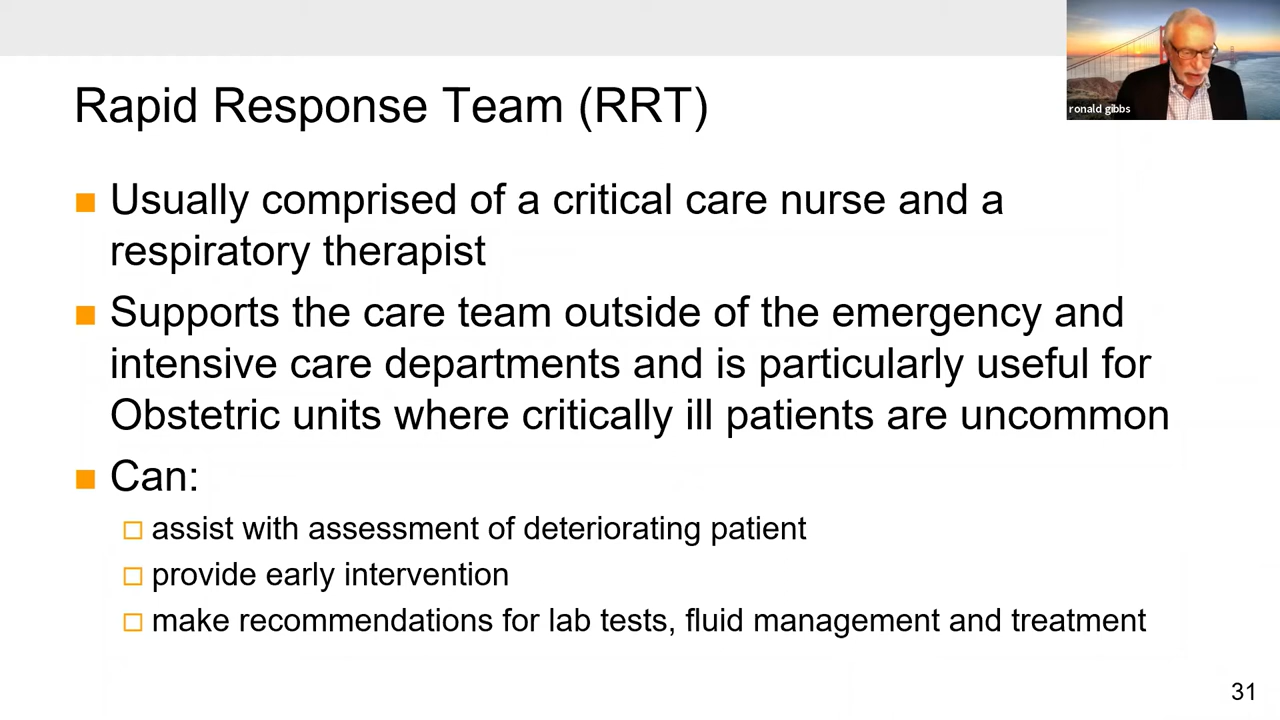 ronald gibbs
Rapid Response Team (RRT)
Usually comprised of a critical care nurse and a
respiratory therapist
Supports the care team outside of the emergency and
intensive care departments and is particularly useful for
Obstetric units where critically ill patients are uncommon
Can:
assist with assessment of deteriorating patient
provide early intervention
make recommendations for lab tests, fluid management and treatment
31